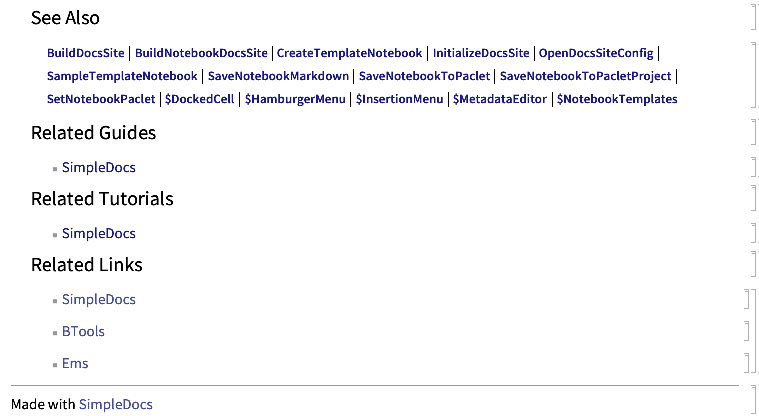 See Also
BuildDocsSite | BuildNotebookDocsSite | CreateTemplateNotebook | InitializeDocsSite | OpenDocsSiteConfig |
SampleTemplateNotebook | SaveNotebookMarkdown | SaveNotebookToPaclet | SaveNotebookToPacletProject |
SetNotebookPaclet | $DockedCell | $HamburgerMenu | $InsertionMenu | $MetadataEditor | $NotebookTemplates
Related Guides
SimpleDocs
Related Tutorials
SimpleDocs
Related Links
SimpleDocs
BTools
Ems
Made with SimpleDocs